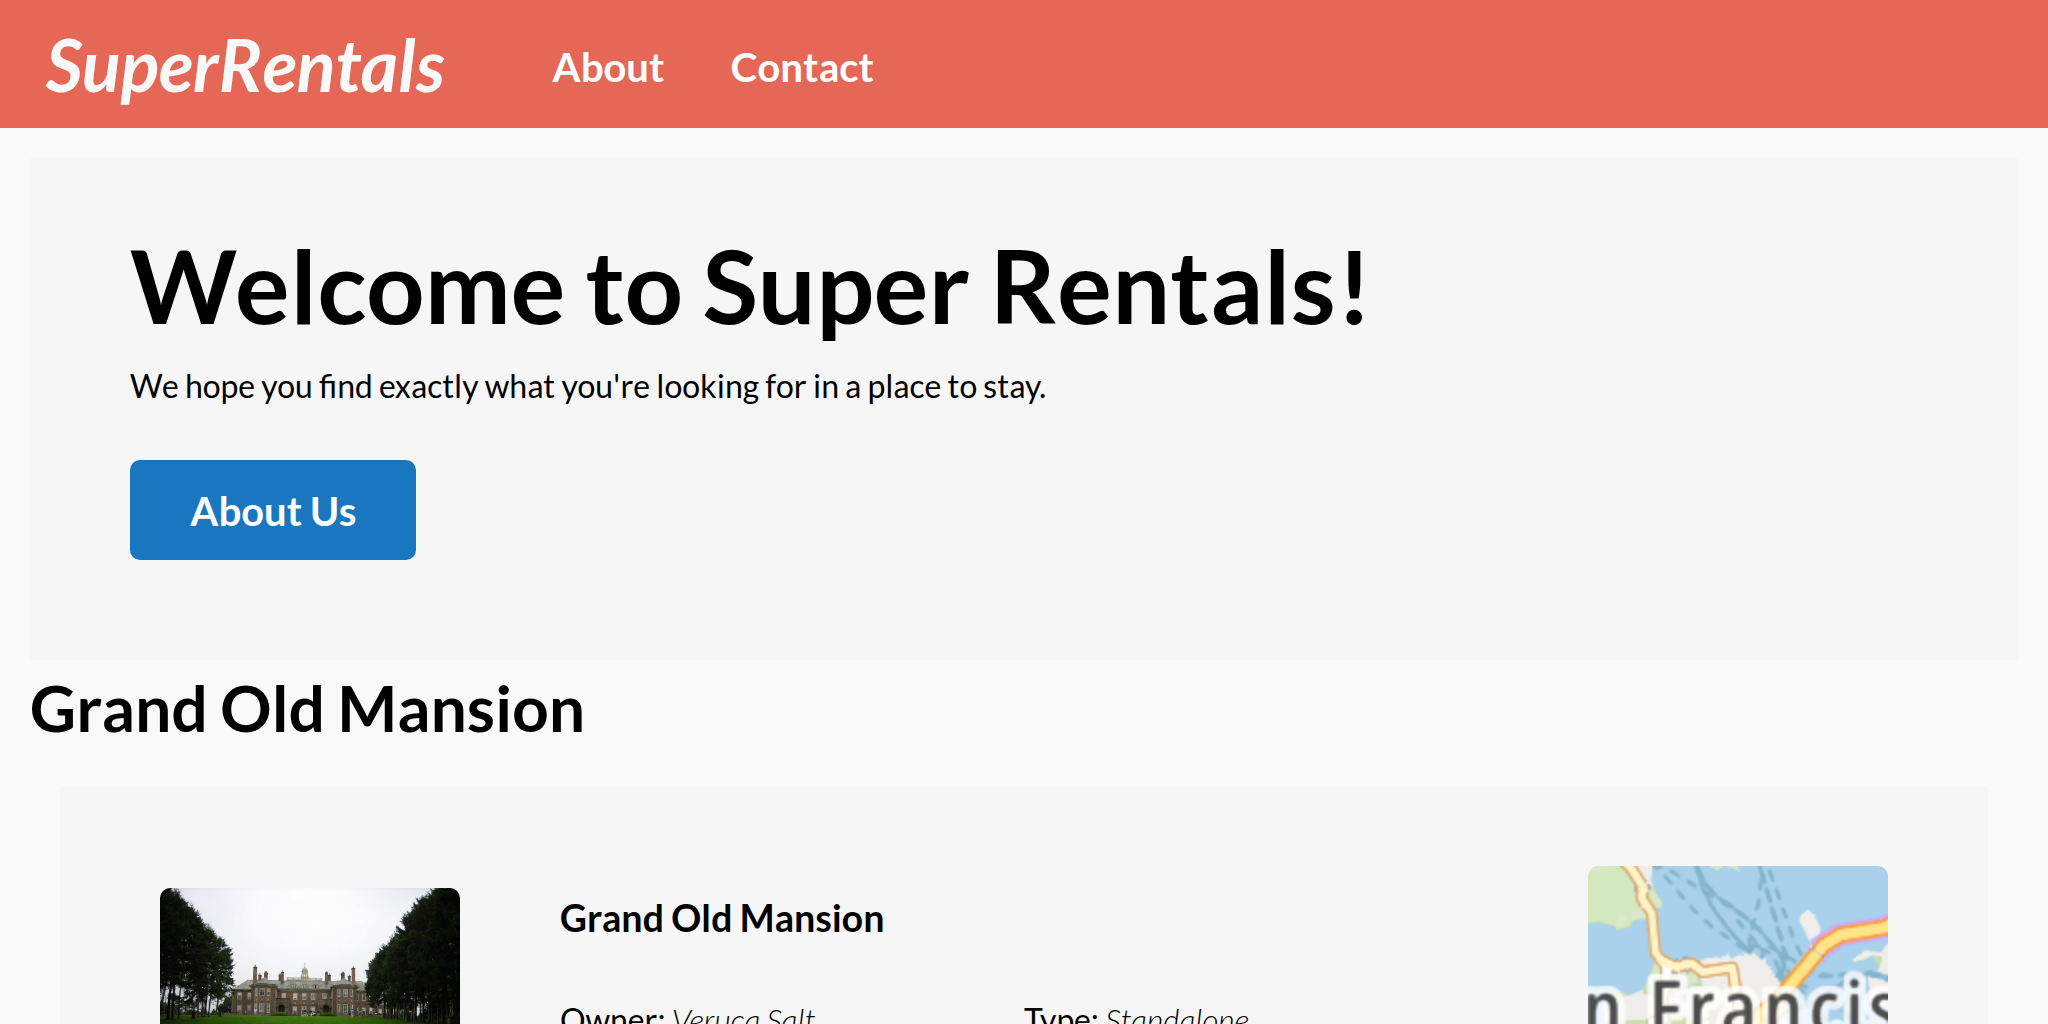 SuperRentals About Contact
Welcome to Super Rentals!
We hope you find exactly what you're looking for in a place to stay.
About Us
Grand Old Mansion
Grand Old Mansion
Owner: Veruca Salt Type: Standalone
n Francis